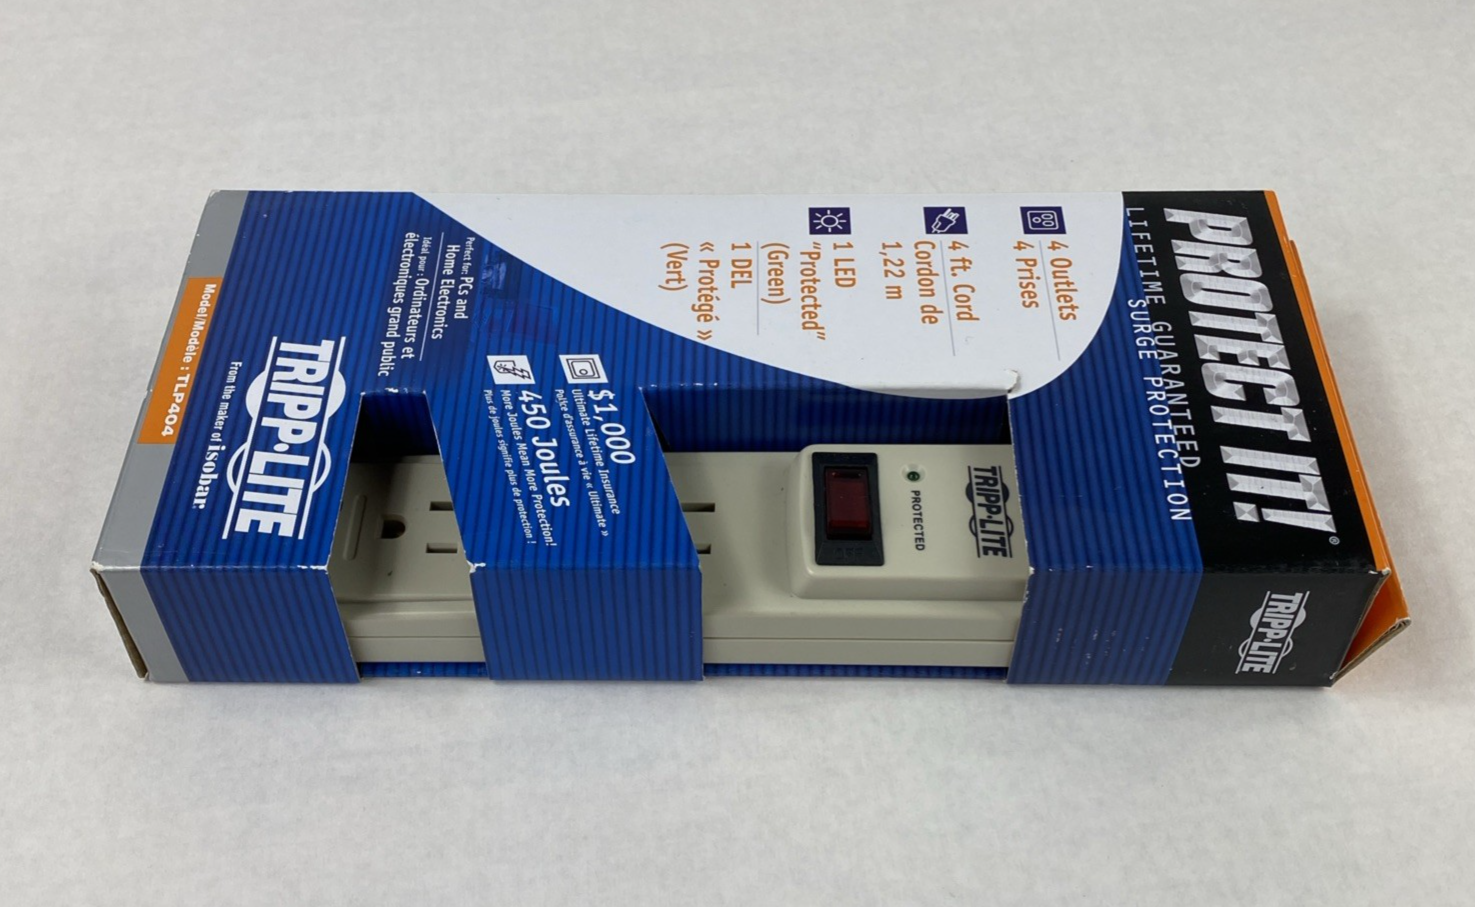 PROTECT IT!®
LIFETIME GUARANTEED
SURGE PROTECTION
4 Outlets
4 Prises
4 ft. Cord
Cordon de
1,22 m
1 LED
"Protected"
(Green)
1 DEL
« Protégé »
(Vert)
$1,000
Ultimate Lifetime Insurance
Police d'assurance à vie « Ultimate »
450 Joules
More Joules Mean More Protection!
Plus de joules signifie plus de protection !
Perfect for: PCs and
Home Electronics
Idéal pour : Ordinateurs et
électroniques grand public
TRIPP·LITE
From the maker of isobar.
Model/Modèle : TLP404
TRIPP·LITE
PROTECTED
TRIPP·LITE